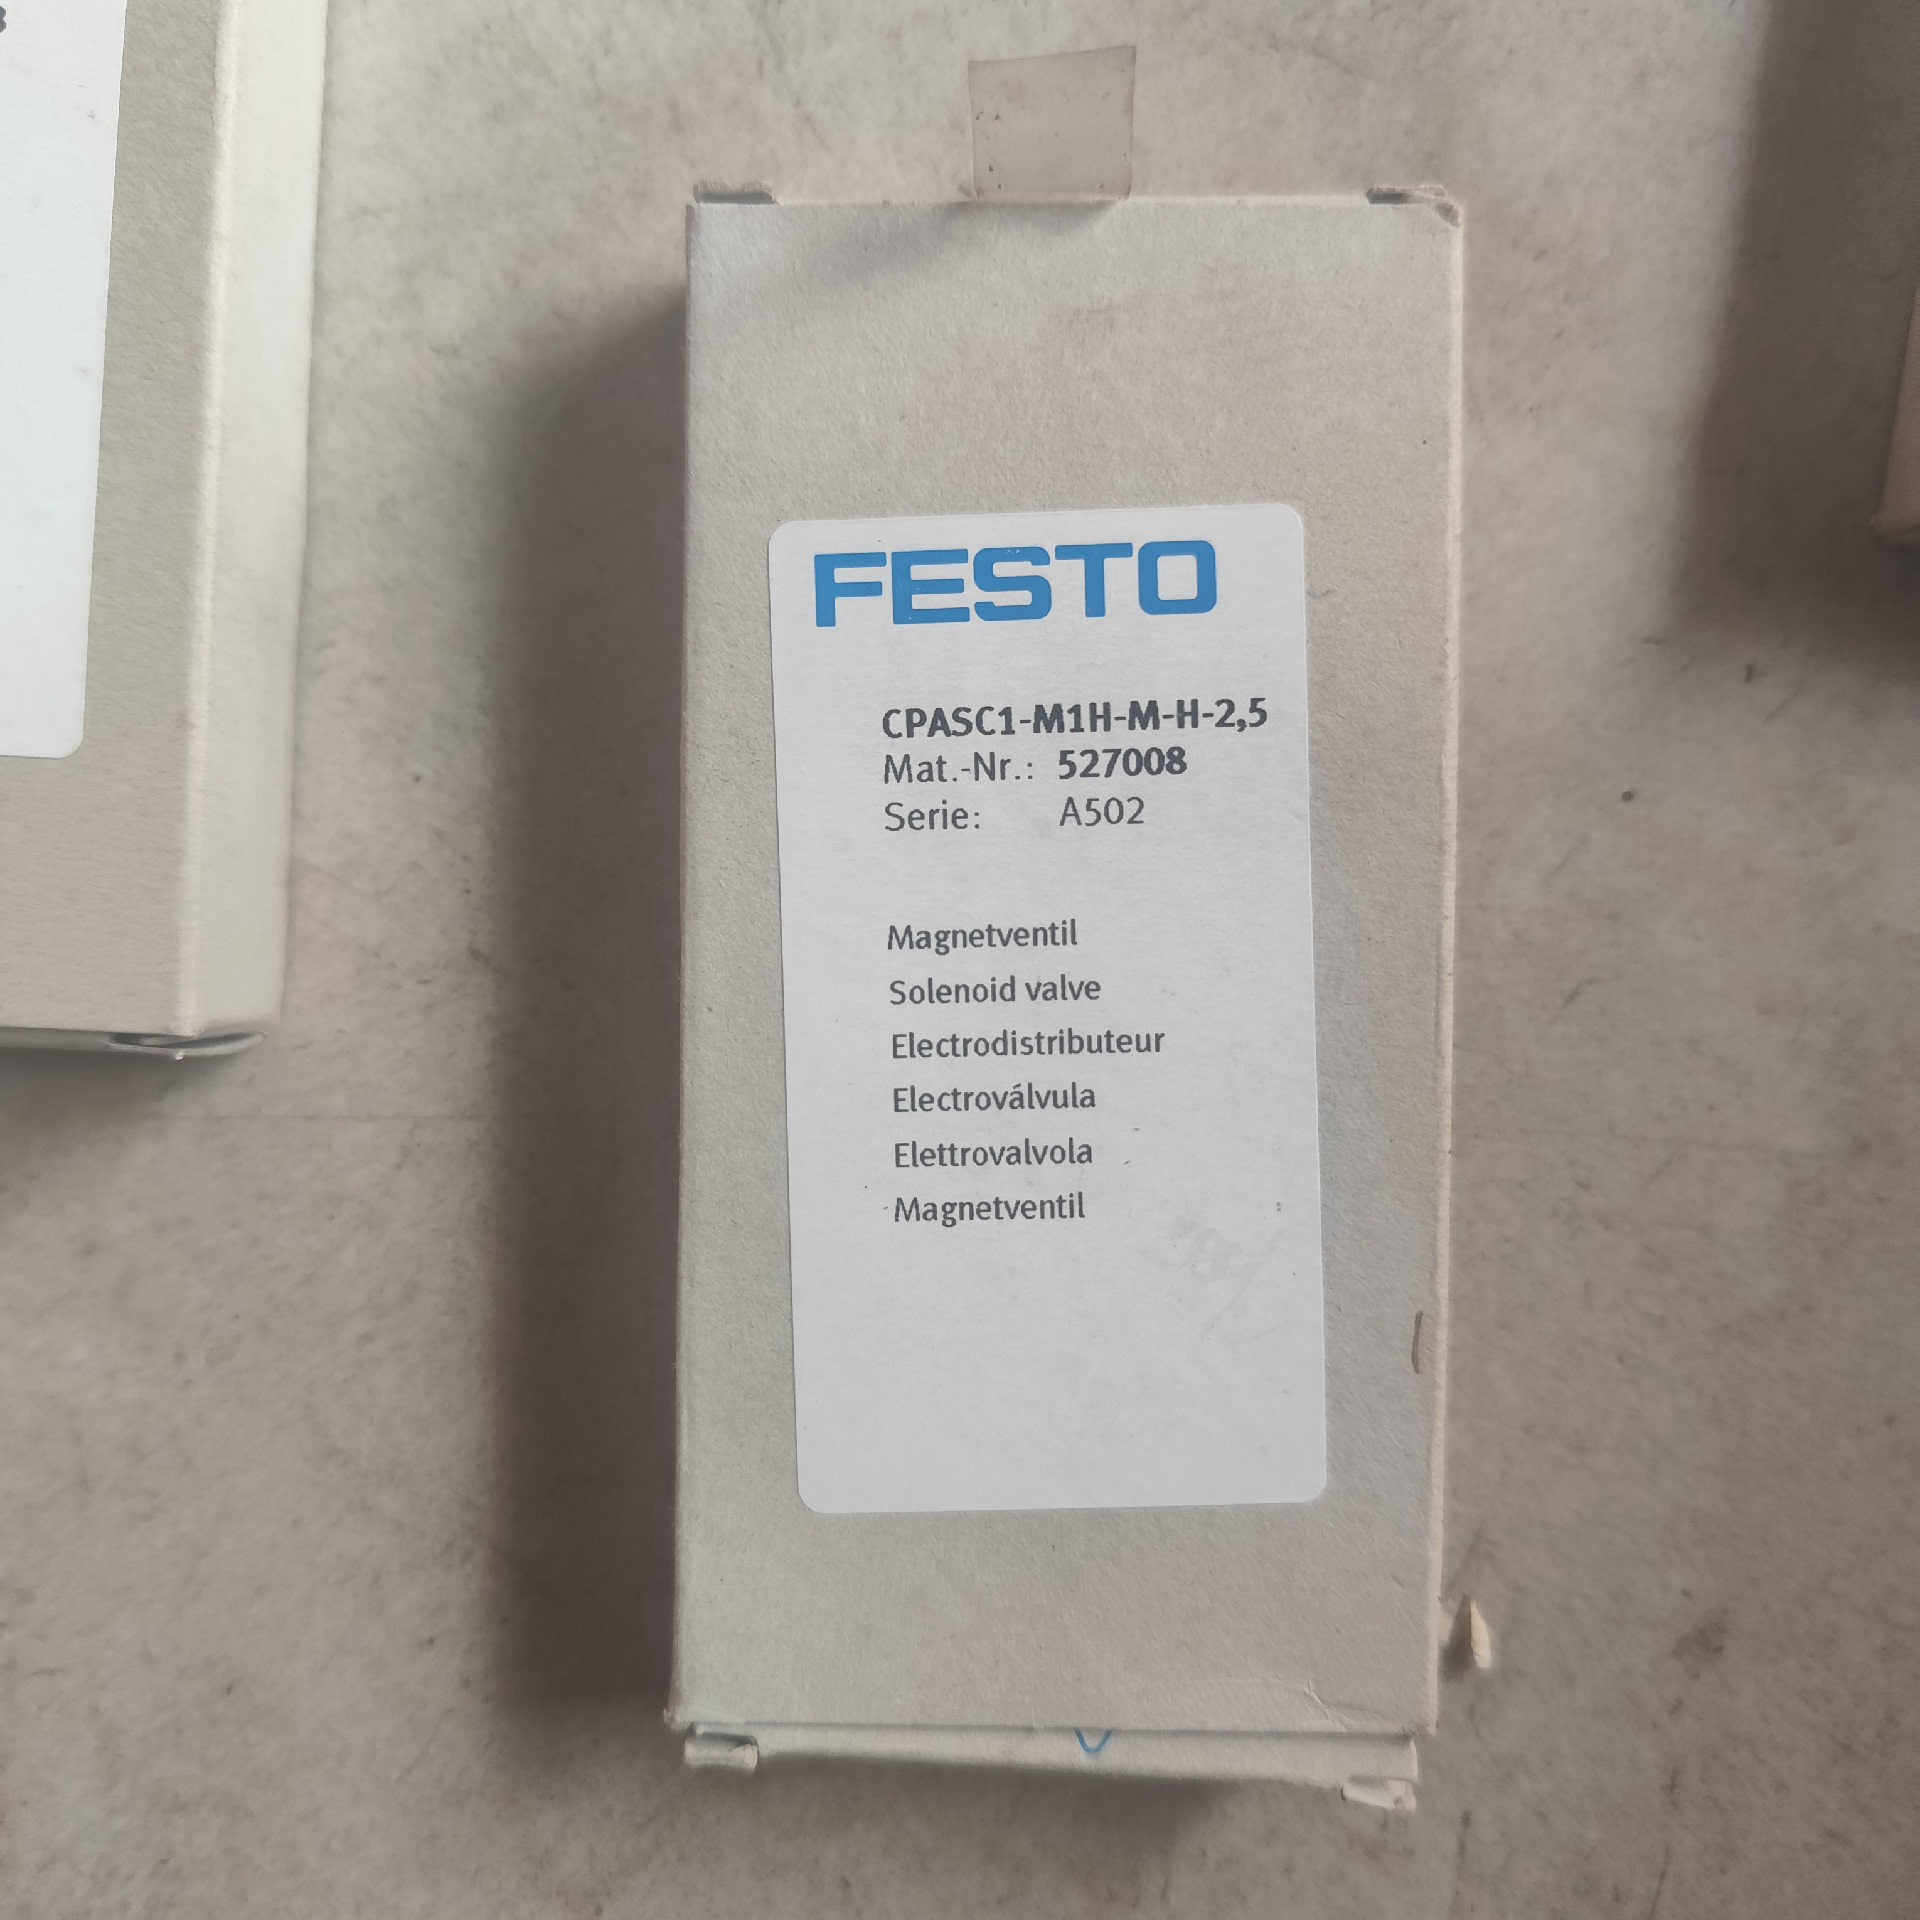 FESTO
CPASC1-M1H-M-H-2,5
Mat.-Nr.: 527008
Serie: A502
Magnetventil
Solenoid valve
Electrodistributeur
Electroválvula
Elettrovalvola
Magnetventil